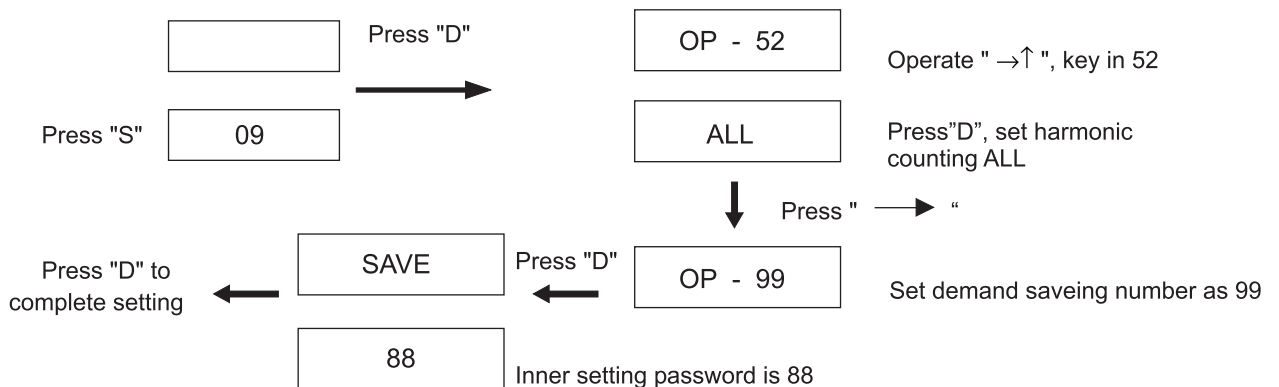 Press "D"
OP - 52
Operate " →↑ ", key in 52
Press "S"
09
ALL
Press”D”, set harmonic
counting ALL
Press " → “
Press "D" to
complete setting
SAVE
Press "D"
OP - 99
Set demand saveing number as 99
88
Inner setting password is 88